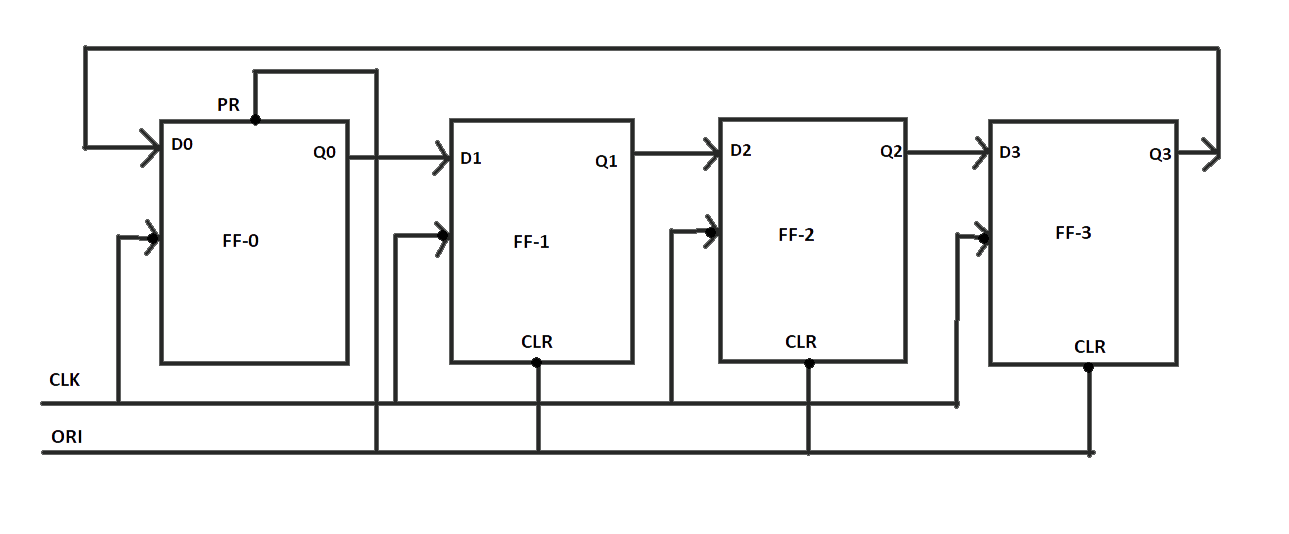 PR
D0
Q0
D1
Q1
D2
Q2
D3
Q3
FF-0
FF-1
FF-2
FF-3
CLR
CLR
CLR
CLK
ORI